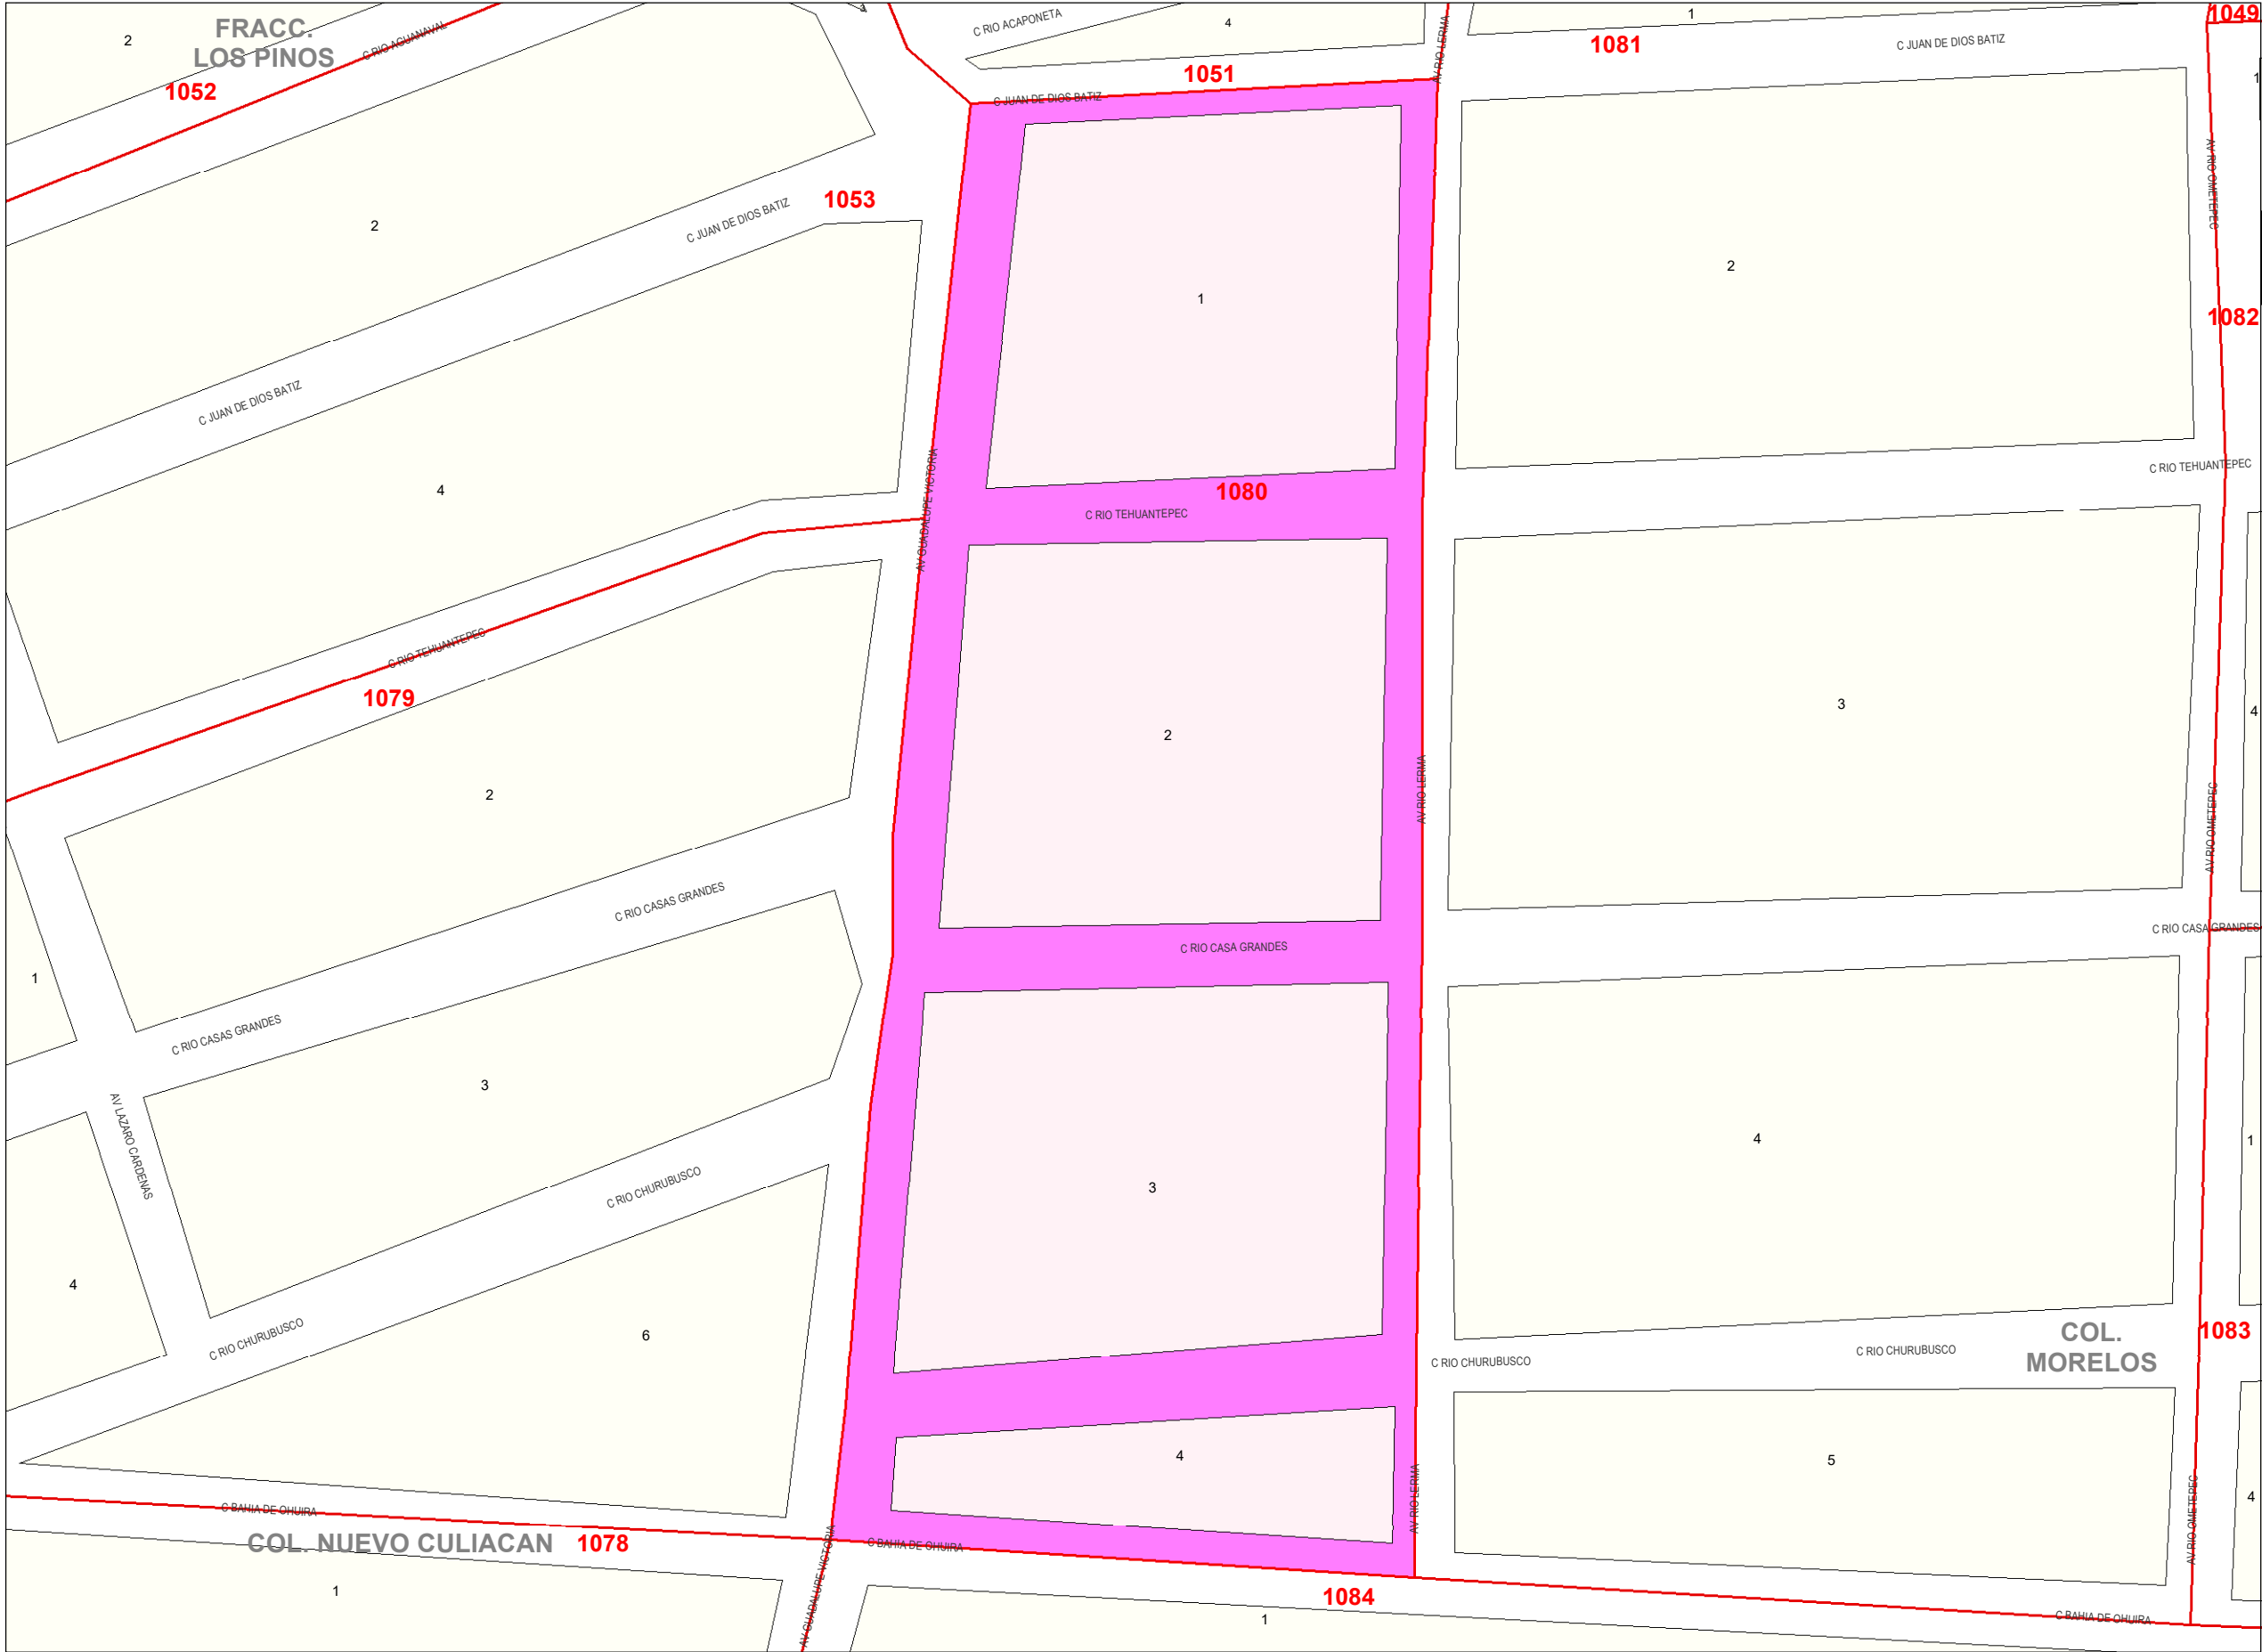 1049
C RIO ACAPONETA
4
1
2
FRACC.
LOS PINOS
C RIO AGUANAVAL
1081
C JUAN DE DIOS BATIZ
AV RIO LERMA
1051
1
1052
C JUAN DE DIOS BATIZ
AV RIO OMETEPEC
1053
2
C JUAN DE DIOS BATIZ
2
1
1082
C JUAN DE DIOS BATIZ
C RIO TEHUANTEPEC
4
1080
AV GUADALUPE VICTORIA
C RIO TEHUANTEPEC
C RIO TEHUANTEPEC
1079
3
4
2
AV RIO LERMA
2
AV RIO OMETEPEC
C RIO CASAS GRANDES
C RIO CASA GRANDES
C RIO CASA GRANDES
1
C RIO CASAS GRANDES
3
AV LAZARO CARDENAS
4
1
C RIO CHURUBUSCO
3
4
6
C RIO CHURUBUSCO
COL.
MORELOS
1083
C RIO CHURUBUSCO
C RIO CHURUBUSCO
4
5
AV RIO LERMA
4
C BAHIA DE OHUIRA
AV RIO OMETEPEC
COL. NUEVO CULIACAN
1078
C BAHIA DE OHUIRA
AV GUADALUPE VICTORIA
1
1084
1
C BAHIA DE OHUIRA